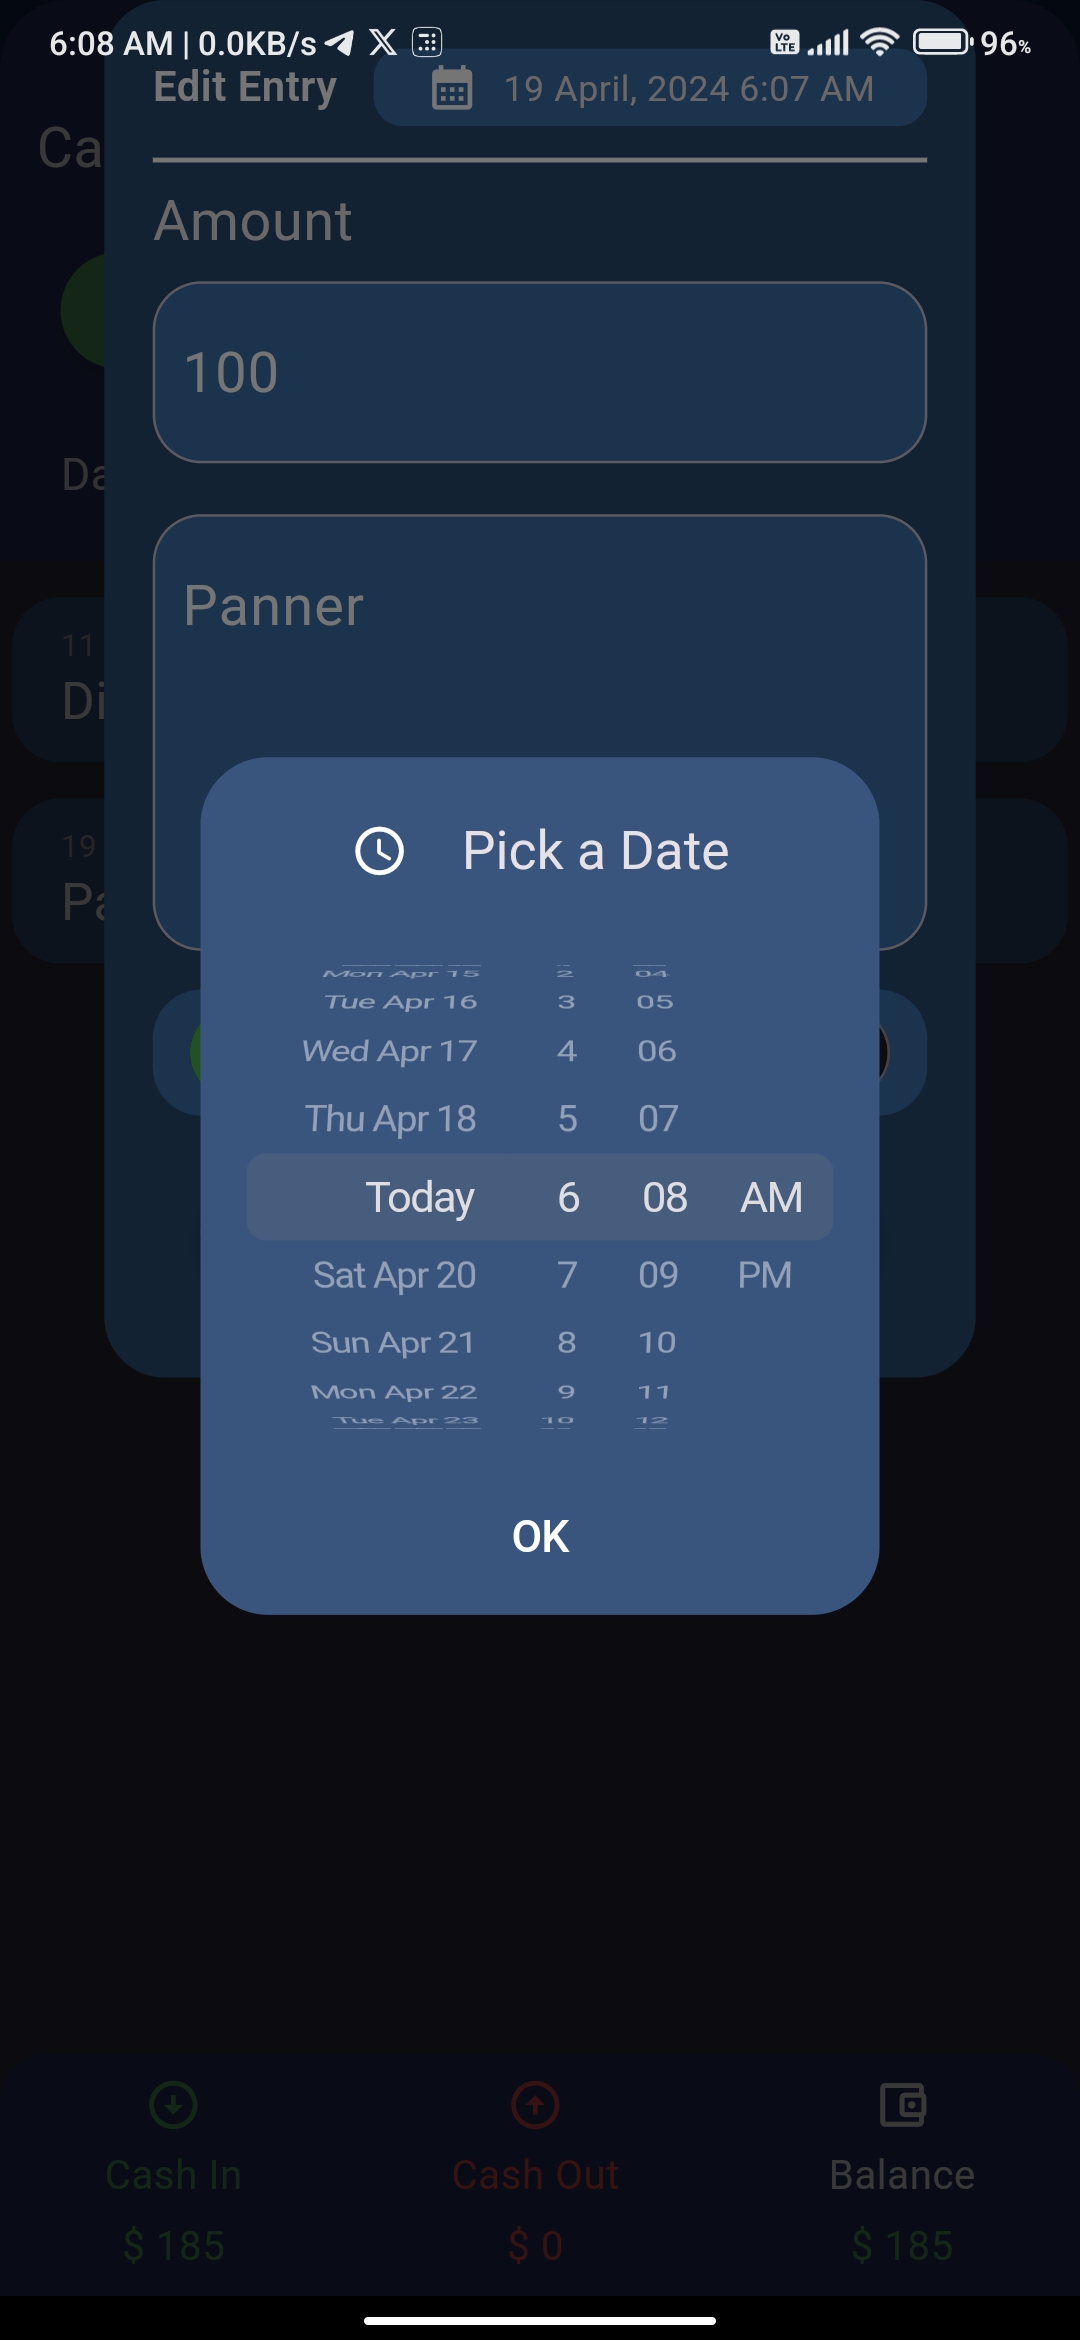 6:08 AM | 0.0KB/s Vo LTE 96%
Edit Entry 19 April, 2024 6:07 AM
Ca
Amount
100
Da
Panner
11
Di
19
Pa
Pick a Date
Mon Apr 15 2 04
Tue Apr 16 3 05
Wed Apr 17 4 06
Thu Apr 18 5 07
Today 6 08 AM
Sat Apr 20 7 09 PM
Sun Apr 21 8 10
Mon Apr 22 9 11
Tue Apr 23 10 12
OK
Cash In Cash Out Balance
$ 185 $ 0 $ 185